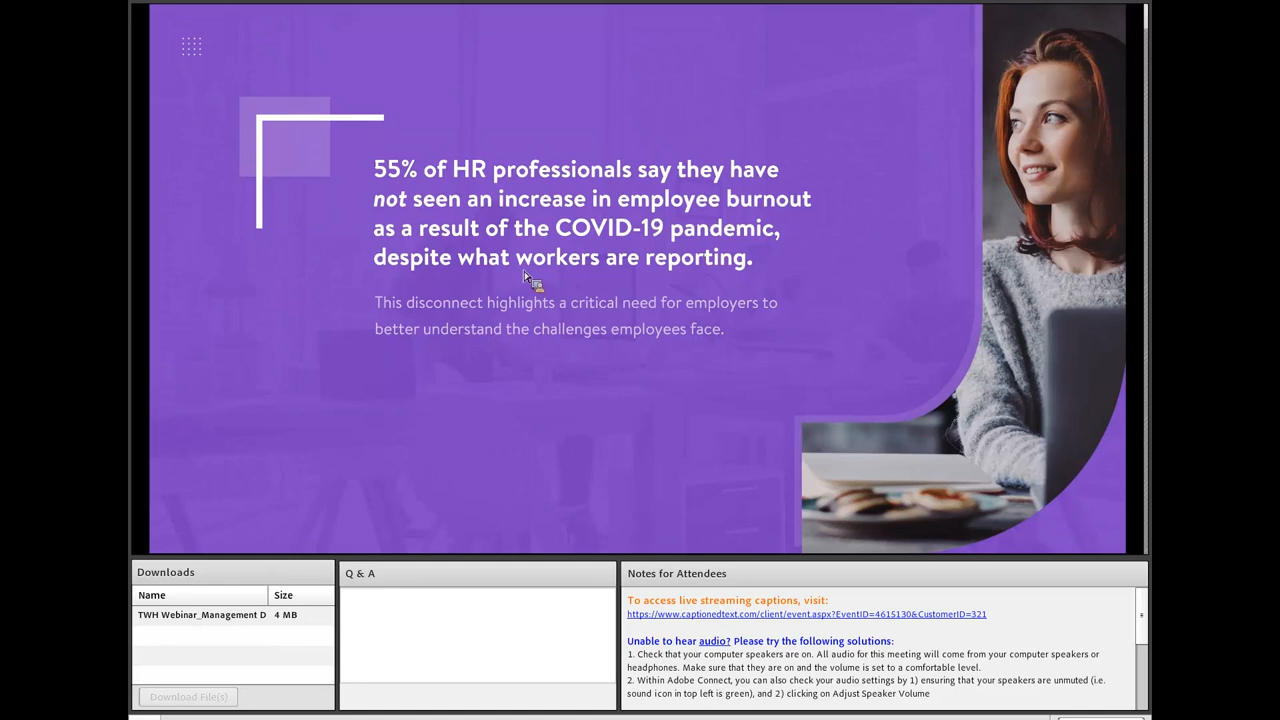 55% of HR professionals say they have
not seen an increase in employee burnout
as a result of the COVID-19 pandemic,
despite what workers are reporting.
This disconnect highlights a critical need for employers to
better understand the challenges employees face.
Downloads
Name Size
TWH Webinar_Management D 4 MB
Download File(s)
Q & A
Notes for Attendees
To access live streaming captions, visit:
https://www.captionedtext.com/client/event.aspx?EventID=4615130&CustomerID=321
Unable to hear audio? Please try the following solutions:
1. Check that your computer speakers are on. All audio for this meeting will come from your computer speakers or
headphones. Make sure that they are on and the volume is set to a comfortable level.
2. Within Adobe Connect, you can also check your audio settings by 1) ensuring that your speakers are unmuted (i.e.
sound icon in top left is green), and 2) clicking on Adjust Speaker Volume